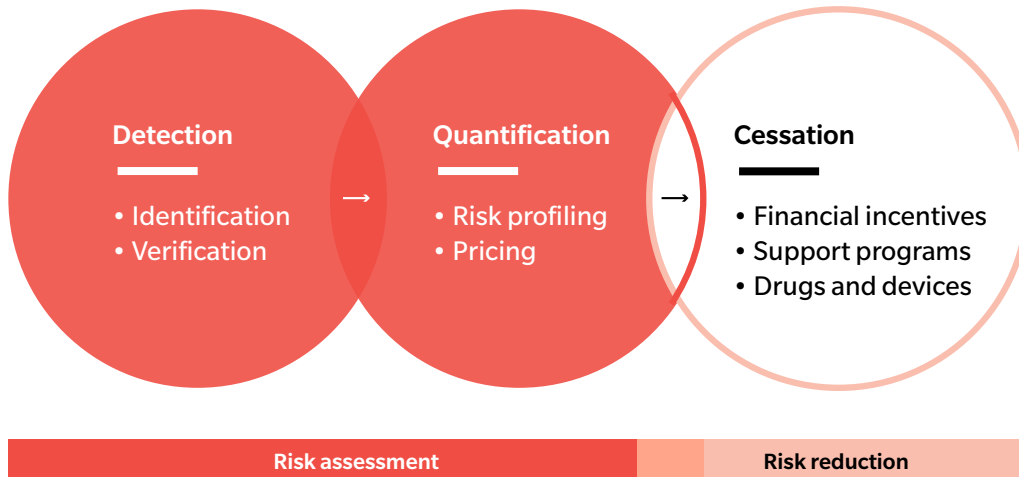 Detection
• Identification
• Verification
→
Quantification
• Risk profiling
• Pricing
→
Cessation
• Financial incentives
• Support programs
• Drugs and devices
Risk assessment
Risk reduction